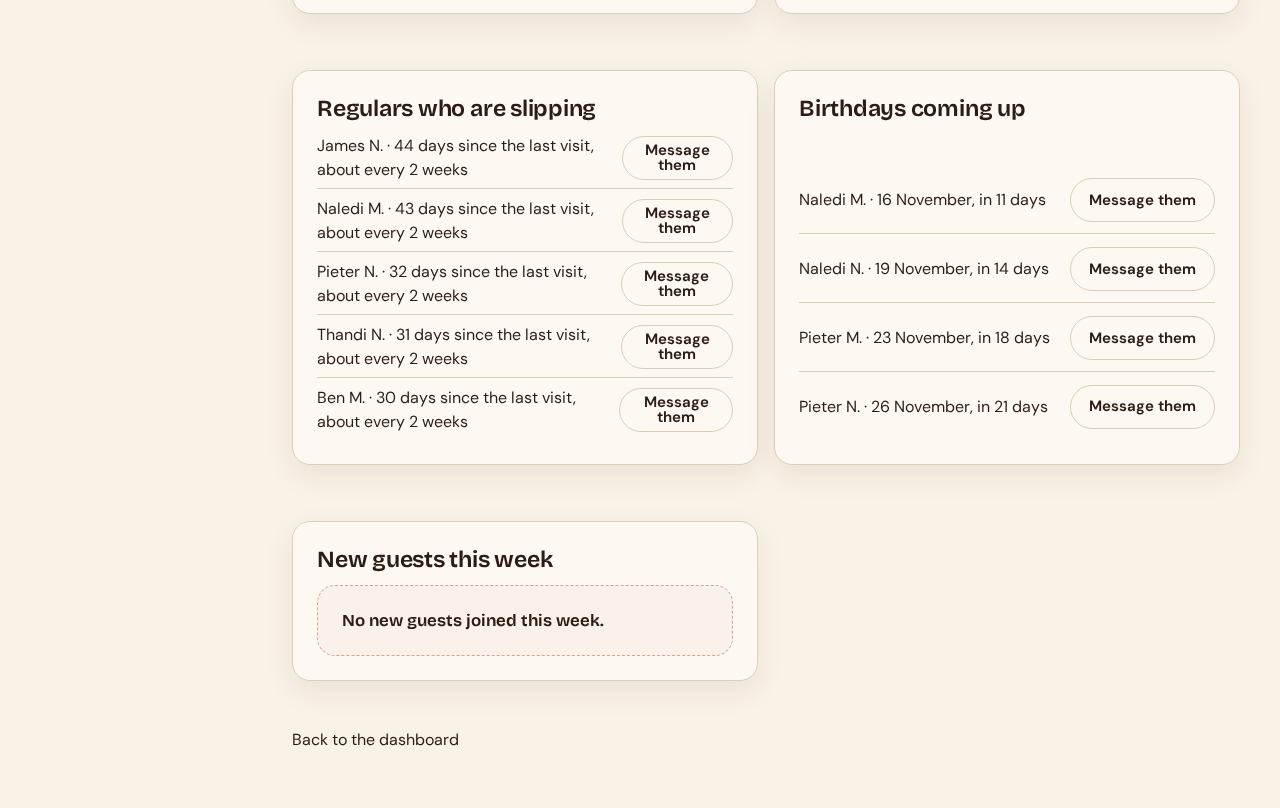 Regulars who are slipping
James N. · 44 days since the last visit,
about every 2 weeks
Message
them
Naledi M. · 43 days since the last visit,
about every 2 weeks
Message
them
Pieter N. · 32 days since the last visit,
about every 2 weeks
Message
them
Thandi N. · 31 days since the last visit,
about every 2 weeks
Message
them
Ben M. · 30 days since the last visit,
about every 2 weeks
Message
them
Birthdays coming up
Naledi M. · 16 November, in 11 days
Message them
Naledi N. · 19 November, in 14 days
Message them
Pieter M. · 23 November, in 18 days
Message them
Pieter N. · 26 November, in 21 days
Message them
New guests this week
No new guests joined this week.
Back to the dashboard